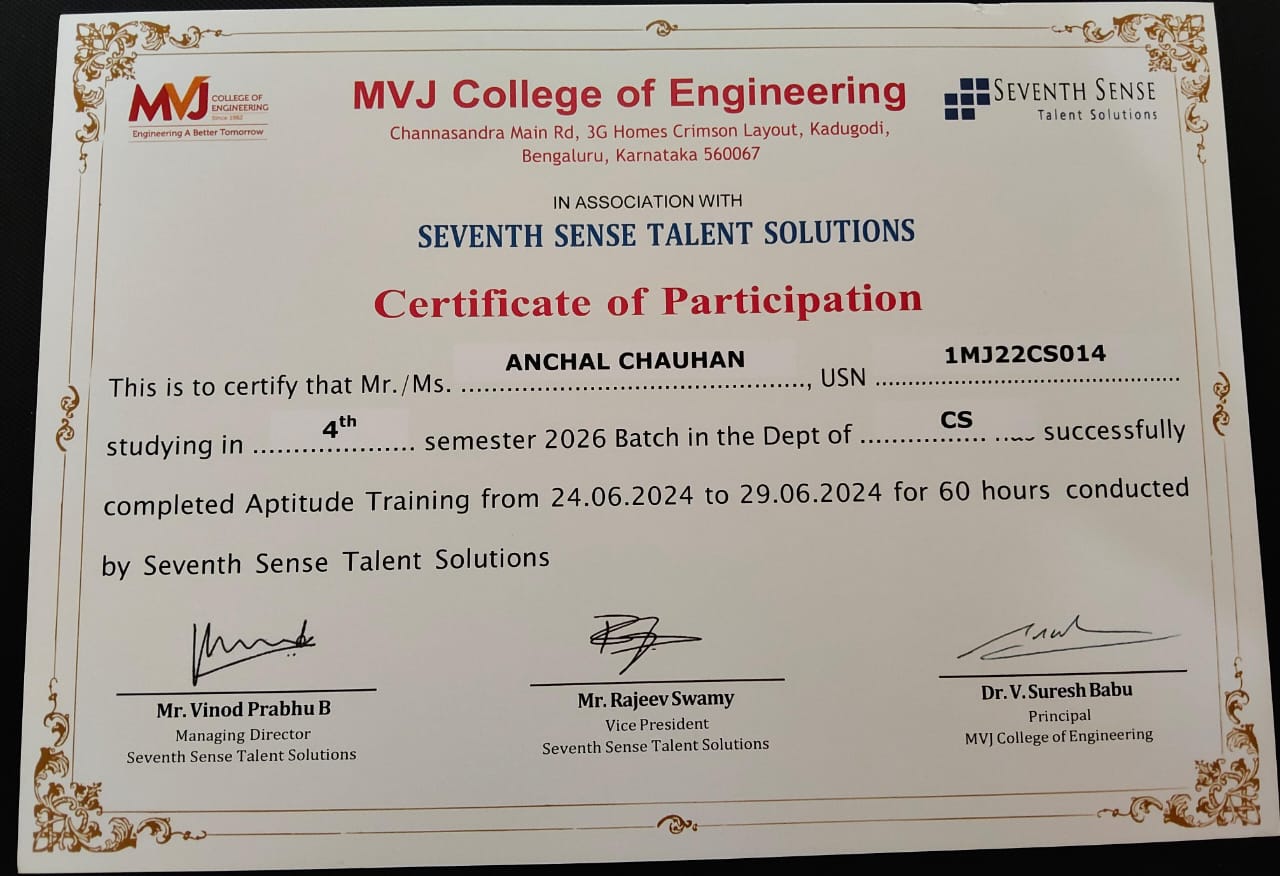 MVJ COLLEGE OF
ENGINEERING
Since 1982
Engineering A Better Tomorrow
MVJ College of Engineering
Channasandra Main Rd, 3G Homes Crimson Layout, Kadugodi,
Bengaluru, Karnataka 560067
SEVENTH SENSE
Talent Solutions
IN ASSOCIATION WITH
SEVENTH SENSE TALENT SOLUTIONS
Certificate of Participation
This is to certify that Mr./Ms. ANCHAL CHAUHAN, USN 1MJ22CS014
studying in 4th semester 2026 Batch in the Dept of CS successfully
completed Aptitude Training from 24.06.2024 to 29.06.2024 for 60 hours conducted
by Seventh Sense Talent Solutions
Mr. Vinod Prabhu B
Managing Director
Seventh Sense Talent Solutions
Mr. Rajeev Swamy
Vice President
Seventh Sense Talent Solutions
Dr. V. Suresh Babu
Principal
MVJ College of Engineering